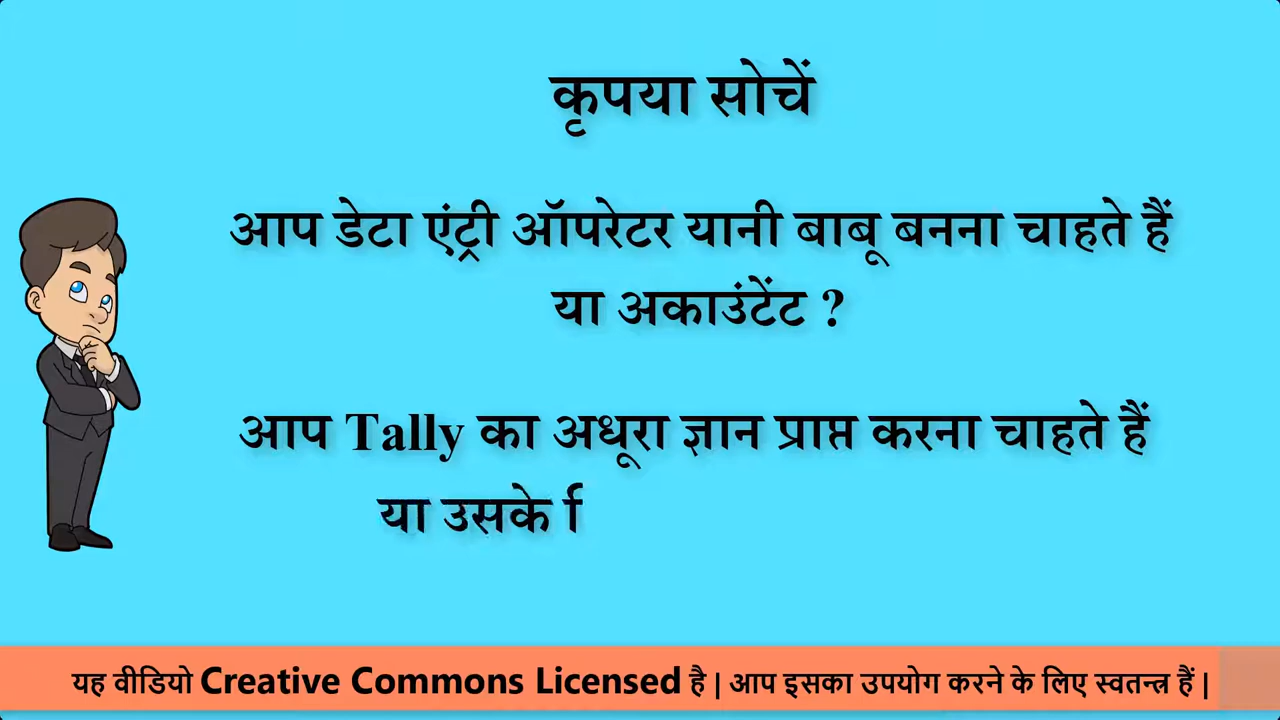 कृपया सोचें
आप डेटा एंट्री ऑपरेटर यानी बाबू बनना चाहते हैं
या अकाउंटेंट ?
आप Tally का अधूरा ज्ञान प्राप्त करना चाहते हैं
या उसके
यह वीडियो Creative Commons Licensed है | आप इसका उपयोग करने के लिए स्वतन्त्र हैं |